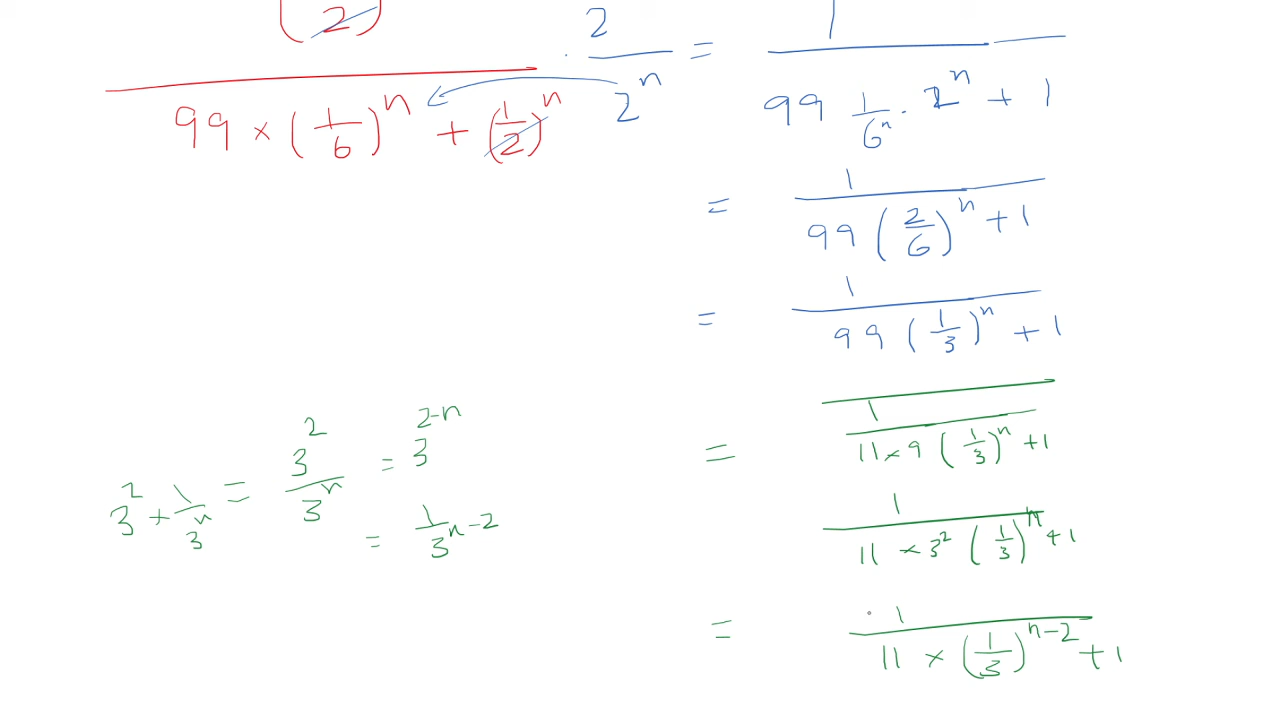 (2) / (99 × (1/6)^n + (1/2)^n) · 2/2^n = 1 / (99 1/6^n · 2^n + 1)
= 1 / (99 (2/6)^n + 1)
= 1 / (99 (1/3)^n + 1)
= 1 / (11 × 9 (1/3)^n + 1)
3^2 + 1/3^n = 3^2/3^n = 3^(2-n)
= 1/3^(n-2)
1 / (11 × 3^2 (1/3)^n + 1)
= 1 / (11 × (1/3)^(n-2) + 1)